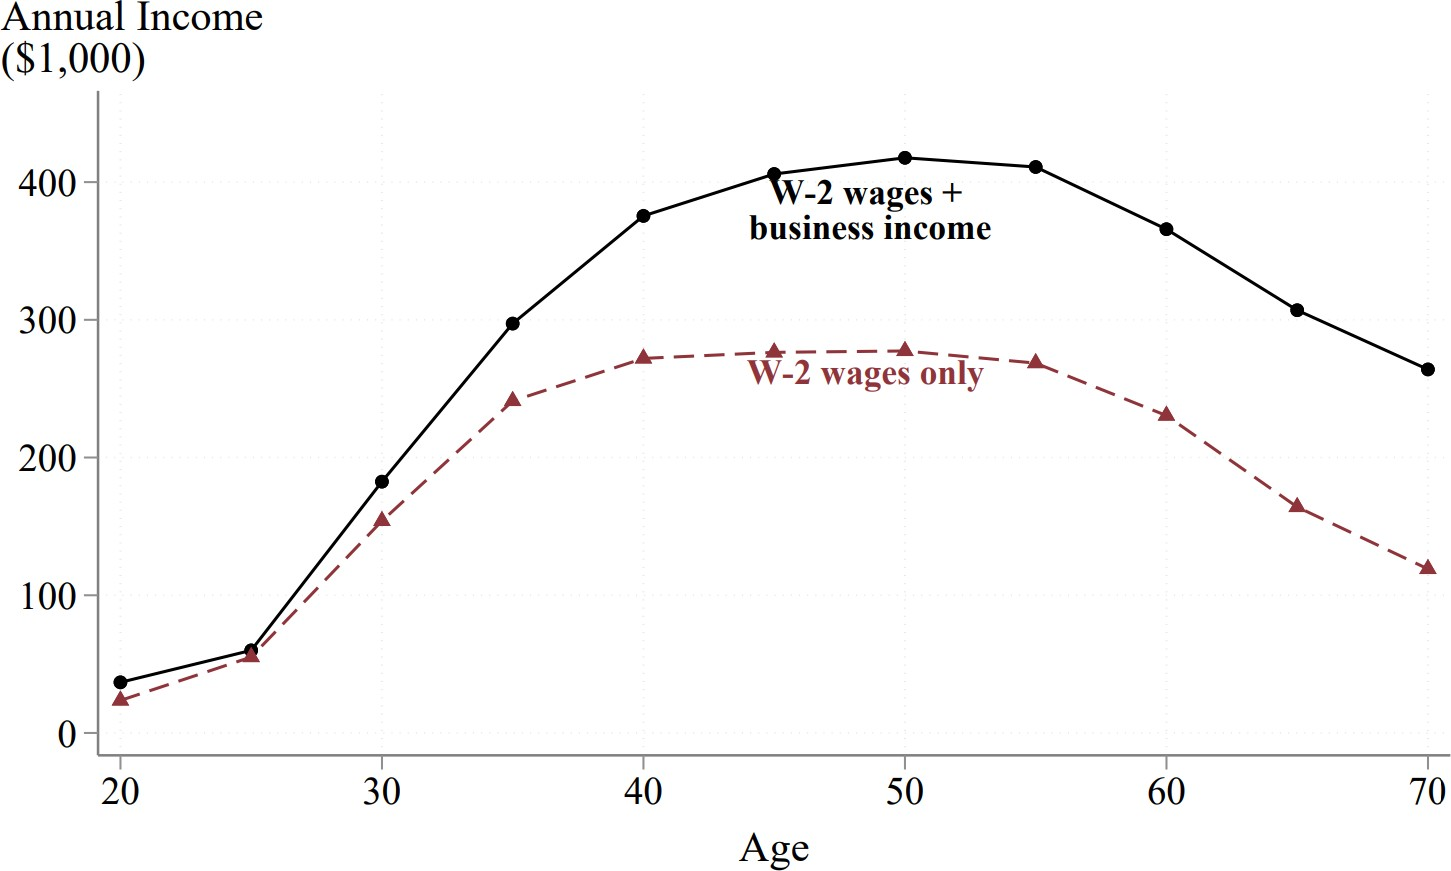 Annual Income
($1,000)
400
300
200
100
0
W-2 wages +
business income
W-2 wages only
20 30 40 50 60 70
Age